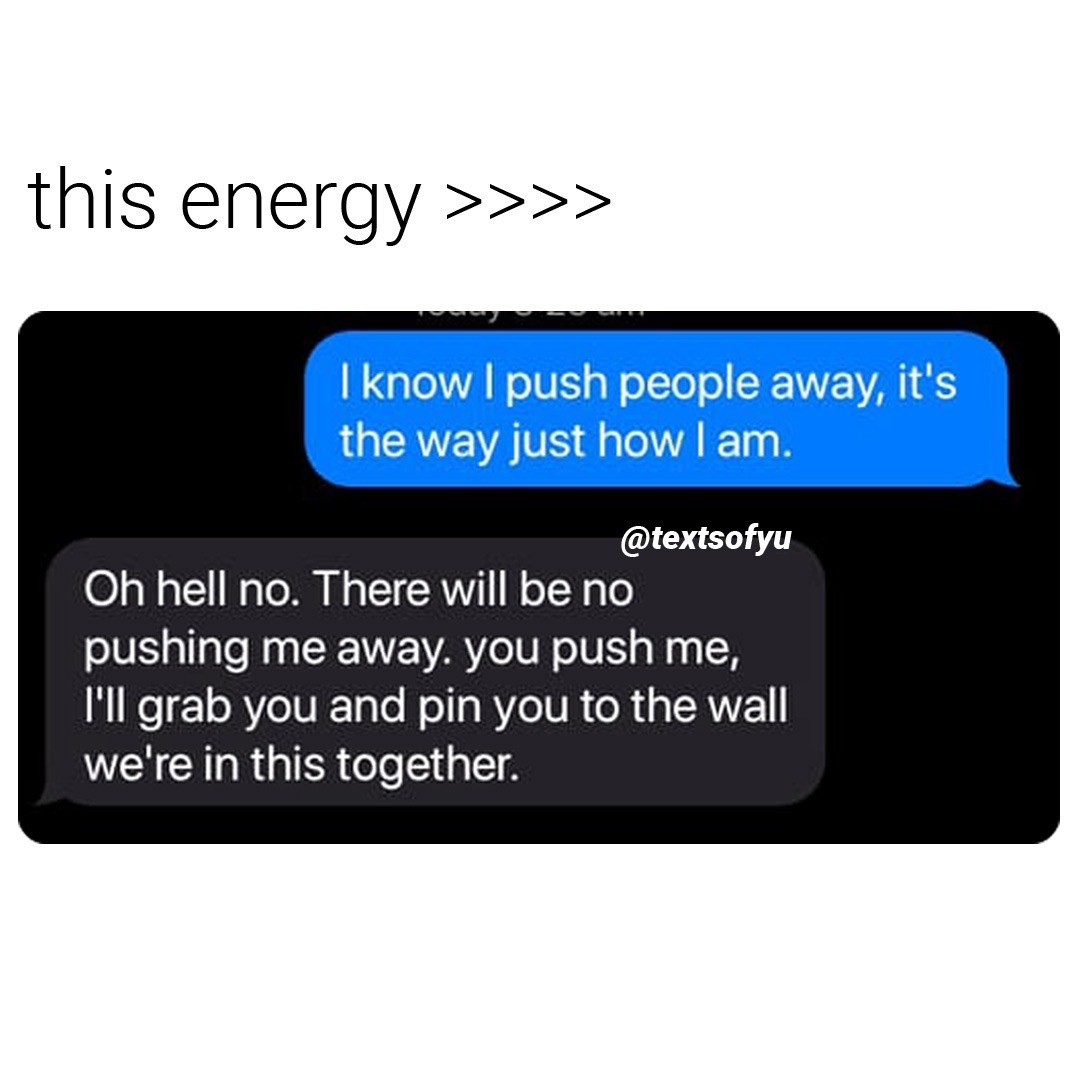 this energy >>>>
I know I push people away, it's
the way just how I am.
@textsofyu
Oh hell no. There will be no
pushing me away. you push me,
I'll grab you and pin you to the wall
we're in this together.